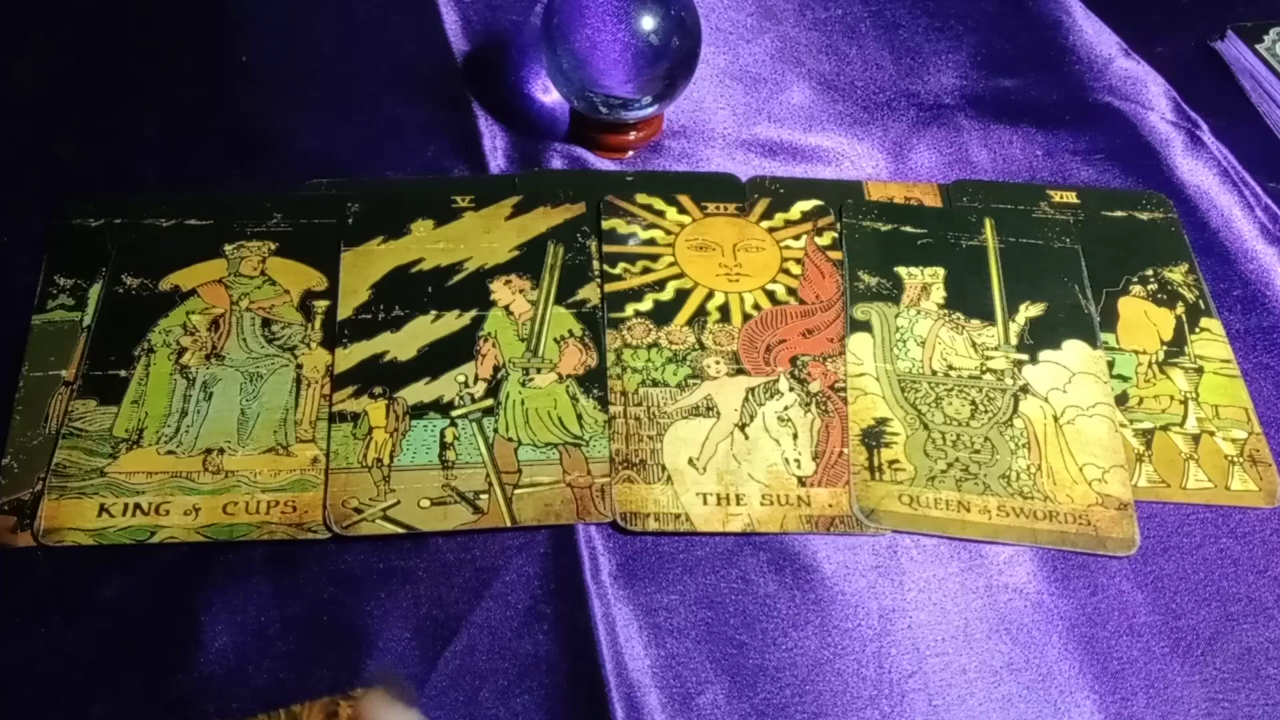 V
XIX
VIII
KING of CUPS.
THE SUN.
QUEEN of SWORDS.